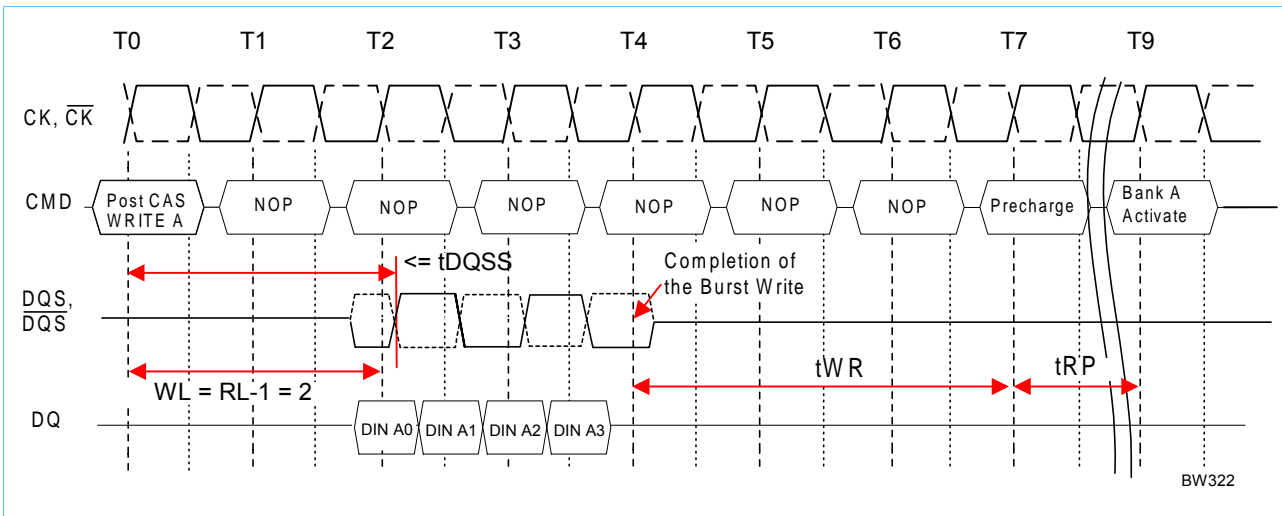 T0 T1 T2 T3 T4 T5 T6 T7 T9
CK, CK
CMD
Post CAS
WRITE A
NOP
NOP
NOP
NOP
NOP
NOP
Precharge
Bank A
Activate
<= tDQSS
Completion of
the Burst Write
DQS,
DQS
WL = RL-1 = 2
tWR
tRP
DQ
DIN A0
DIN A1
DIN A2
DIN A3
BW322